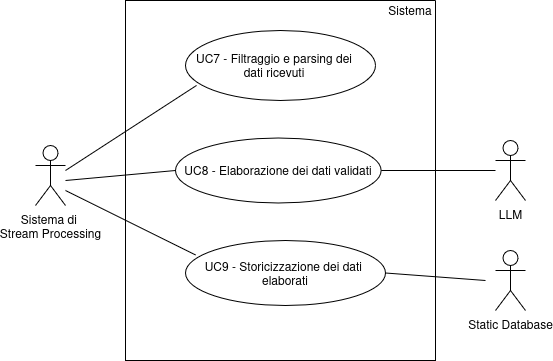 Sistema
UC7 - Filtraggio e parsing dei
dati ricevuti
UC8 - Elaborazione dei dati validati
Sistema di
Stream Processing
LLM
UC9 - Storicizzazione dei dati
elaborati
Static Database